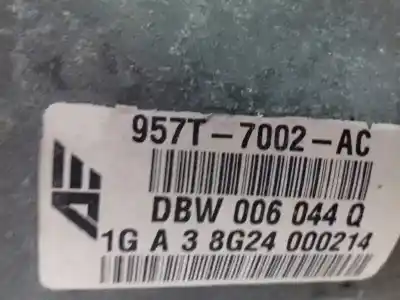 957T-7002-AC
DBW 006 044 Q
1G A 3 8G24 000214